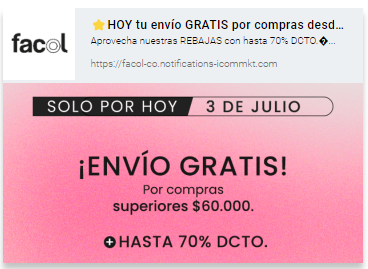 facol
⭐HOY tu envío GRATIS por compras desd...
Aprovecha nuestras REBAJAS con hasta 70% DCTO.�...
https://facol-co.notifications-icommkt.com
SOLO POR HOY 3 DE JULIO
¡ENVÍO GRATIS!
Por compras
superiores $60.000.
+HASTA 70% DCTO.